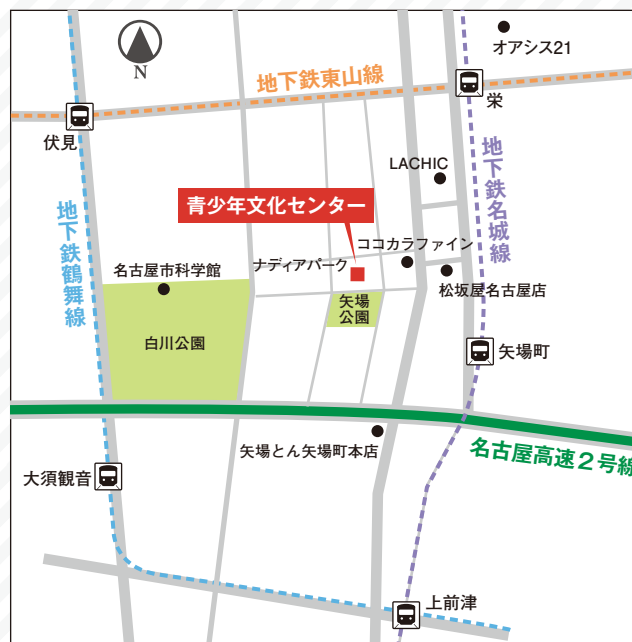 オアシス21
N
地下鉄東山線
栄
伏見
LACHIC
地下鉄名城線
青少年文化センター
地下鉄鶴舞線
ココカラファイン
ナディアパーク
名古屋市科学館
松坂屋名古屋店
矢場
公園
白川公園
矢場町
矢場とん矢場町本店
名古屋高速2号線
大須観音
上前津